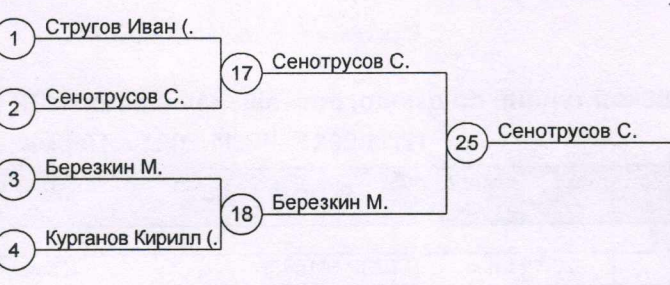 1 Стругов Иван (.
17 Сенотрусов С.
2 Сенотрусов С.
25 Сенотрусов С.
3 Березкин М.
18 Березкин М.
4 Курганов Кирилл (.